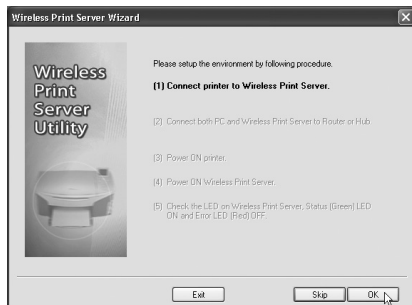 Wireless Print Server Wizard
Wireless
Print
Server
Utility
Please setup the environment by following procedure.
(1) Connect printer to Wireless Print Server.
(2) Connect both PC and Wireless Print Server to Router or Hub.
(3) Power ON printer.
(4) Power ON Wireless Print Server.
(5) Check the LED on Wireless Print Server, Status (Green) LED
ON and Error LED (Red) OFF.
Exit
Skip
OK